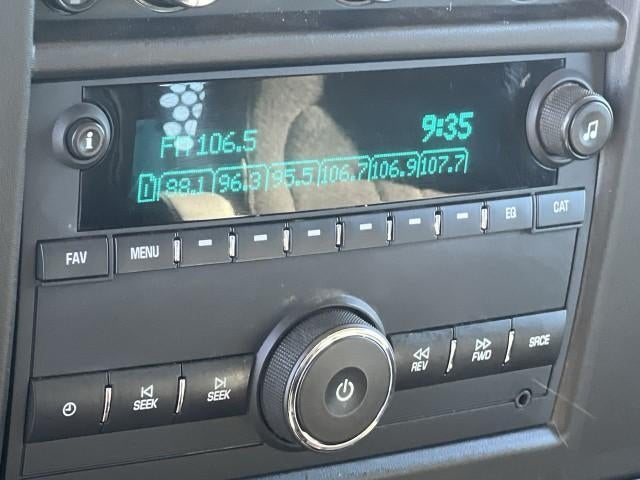 FM 106.5 9:35
1 88.1 96.3 95.5 106.7 106.9 107.7
i
FAV MENU EQ CAT
SEEK SEEK REV FWD SRCE